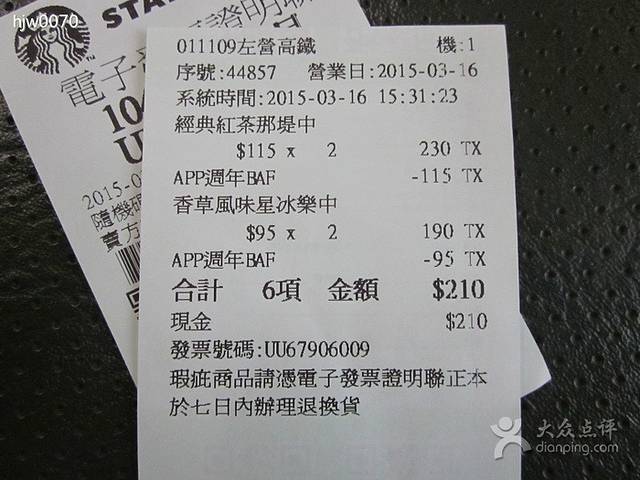 hjw0070
STA
電子
10
U
2015-0
隨機碼
賣方
011109左營高鐵 機:1
序號:44857 營業日:2015-03-16
系統時間:2015-03-16 15:31:23
經典紅茶那堤中
$115 x 2 230 TX
APP週年BAF -115 TX
香草風味星冰樂中
$95 x 2 190 TX
APP週年BAF -95 TX
合計 6項 金額 $210
現金 $210
發票號碼:UU67906009
瑕疵商品請憑電子發票證明聯正本
於七日內辦理退換貨
大众点评
dianping.com